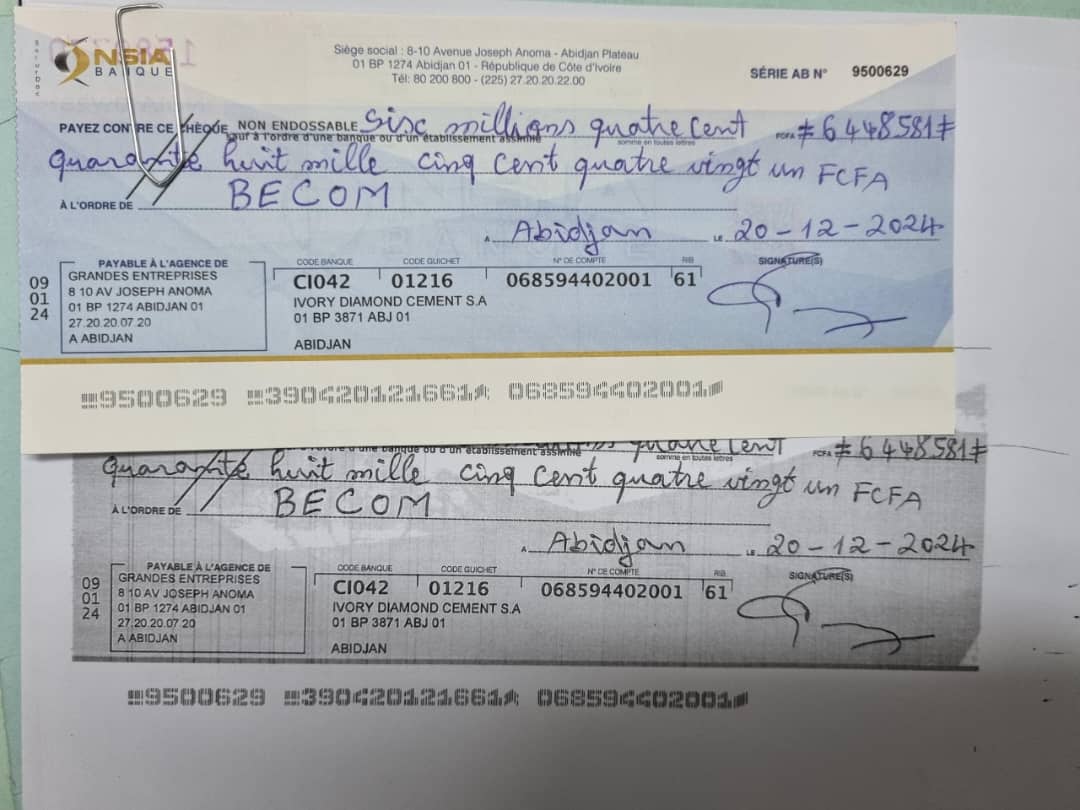 NSIA
BANQUE
Siège social : 8-10 Avenue Joseph Anoma - Abidjan Plateau
01 BP 1274 Abidjan 01 - République de Côte d'Ivoire
Tél: 80 200 800 - (225) 27.20.20.22.00
SÉRIE AB N° 9500629
PAYEZ CONTRE CE CHÈQUE NON ENDOSSABLE Sisc millions quatre cent FCFA ≠6448581≠
sauf à l'ordre d'une banque ou d'un établissement assimilé
somme en toutes lettres
quarante huit mille cinq cent quatre vingt un FCFA
À L'ORDRE DE BECOM
A Abidjan LE 20-12-2024
PAYABLE À L'AGENCE DE
GRANDES ENTREPRISES
8 10 AV JOSEPH ANOMA
01 BP 1274 ABIDJAN 01
27.20.20.07.20
A ABIDJAN
09
01
24
CODE BANQUE CODE GUICHET N° DE COMPTE RIB
CI042 01216 068594402001 61
IVORY DIAMOND CEMENT S.A
01 BP 3871 ABJ 01
ABIDJAN
SIGNATURE(S)
9500629 390420121661 068594402001
d'une banque ou d'un établissement assimilé quatre cent FCFA ≠6448581≠
somme en toutes lettres
quarante huit mille cinq cent quatre vingt un FCFA
À L'ORDRE DE BECOM
A Abidjan LE 20-12-2024
PAYABLE À L'AGENCE DE
GRANDES ENTREPRISES
8 10 AV JOSEPH ANOMA
01 BP 1274 ABIDJAN 01
27.20.20.07 20
A ABIDJAN
09
01
24
CODE BANQUE CODE GUICHET N° DE COMPTE RIB
CI042 01216 068594402001 61
IVORY DIAMOND CEMENT S.A
01 BP 3871 ABJ 01
ABIDJAN
SIGNATURE(S)
9500629 390420121661 068594402001